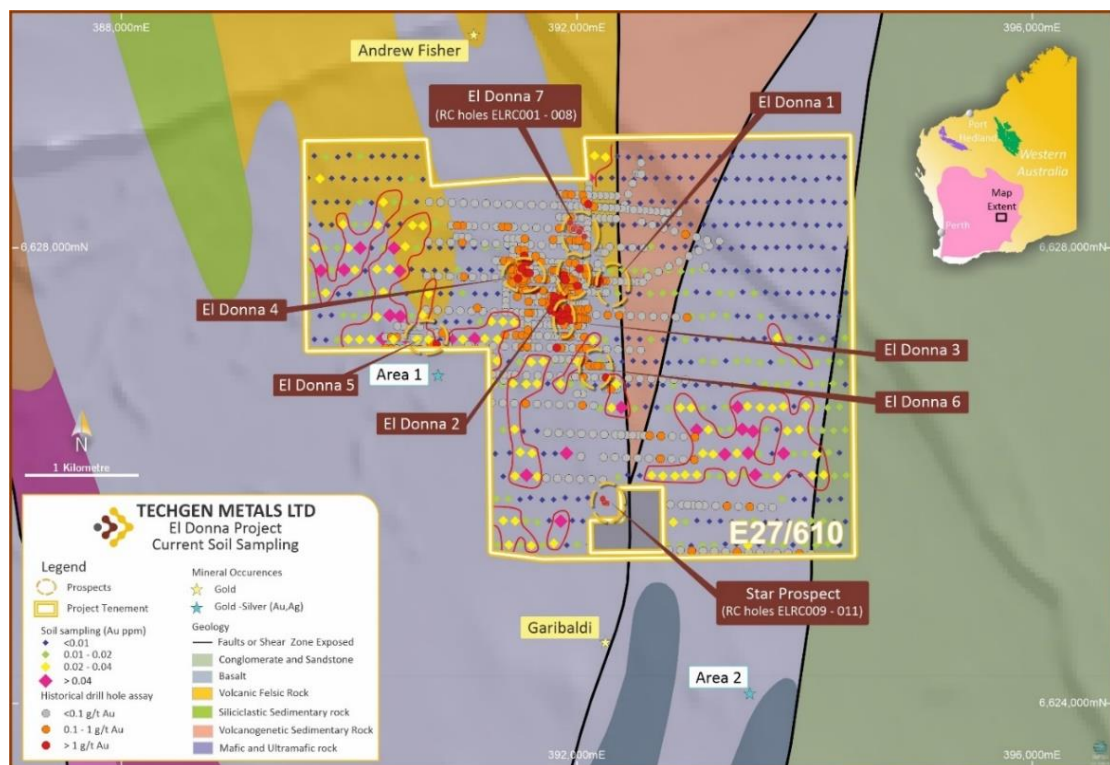 388,000mE
392,000mE
396,000mE
Andrew Fisher
El Donna 7
(RC holes ELRC001 - 008)
El Donna 1
Port
Hedland
Western
Australia
Map
Extent
Perth
6,628,000mN
6,628,000mN
El Donna 4
El Donna 3
El Donna 5
Area 1
El Donna 2
El Donna 6
N
1 Kilometre
E27/610
Star Prospect
(RC holes ELRC009 - 011)
Garibaldi
Area 2
6,624,000mN
392,000mE
396,000mE
TECHGEN METALS LTD
El Donna Project
Current Soil Sampling
Legend
Prospects
Project Tenement
Soil sampling (Au ppm)
<0.01
0.01 - 0.02
0.02 - 0.04
> 0.04
Historical drill hole assay
<0.1 g/t Au
0.1 - 1 g/t Au
> 1 g/t Au
Mineral Occurences
Gold
Gold -Silver (Au,Ag)
Geology
Faults or Shear Zone Exposed
Conglomerate and Sandstone
Basalt
Volcanic Felsic Rock
Siliciclastic Sedimentary rock
Volcanogenetic Sedimentary Rock
Mafic and Ultramafic rock